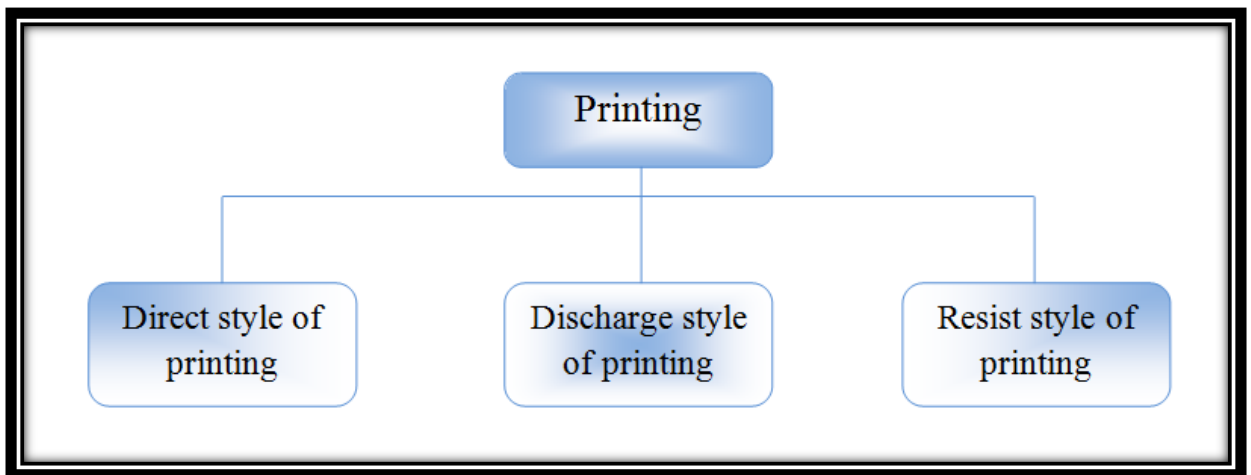 Printing
Direct style of
printing
Discharge style
of printing
Resist style of
printing